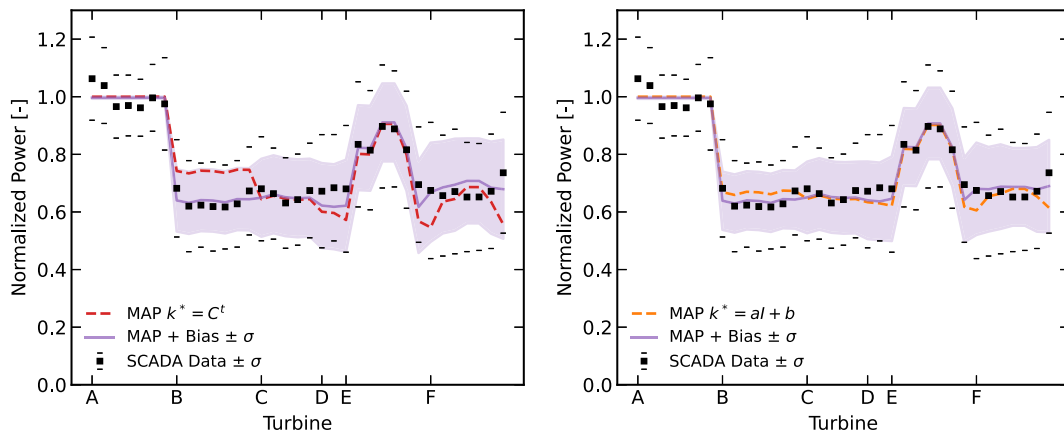 Normalized Power [-]
1.2
1.0
0.8
0.6
0.4
0.2
0.0
MAP k* = Cᵗ
MAP + Bias ± σ
SCADA Data ± σ
A B C D E F
Turbine
Normalized Power [-]
1.2
1.0
0.8
0.6
0.4
0.2
0.0
MAP k* = aI + b
MAP + Bias ± σ
SCADA Data ± σ
A B C D E F
Turbine